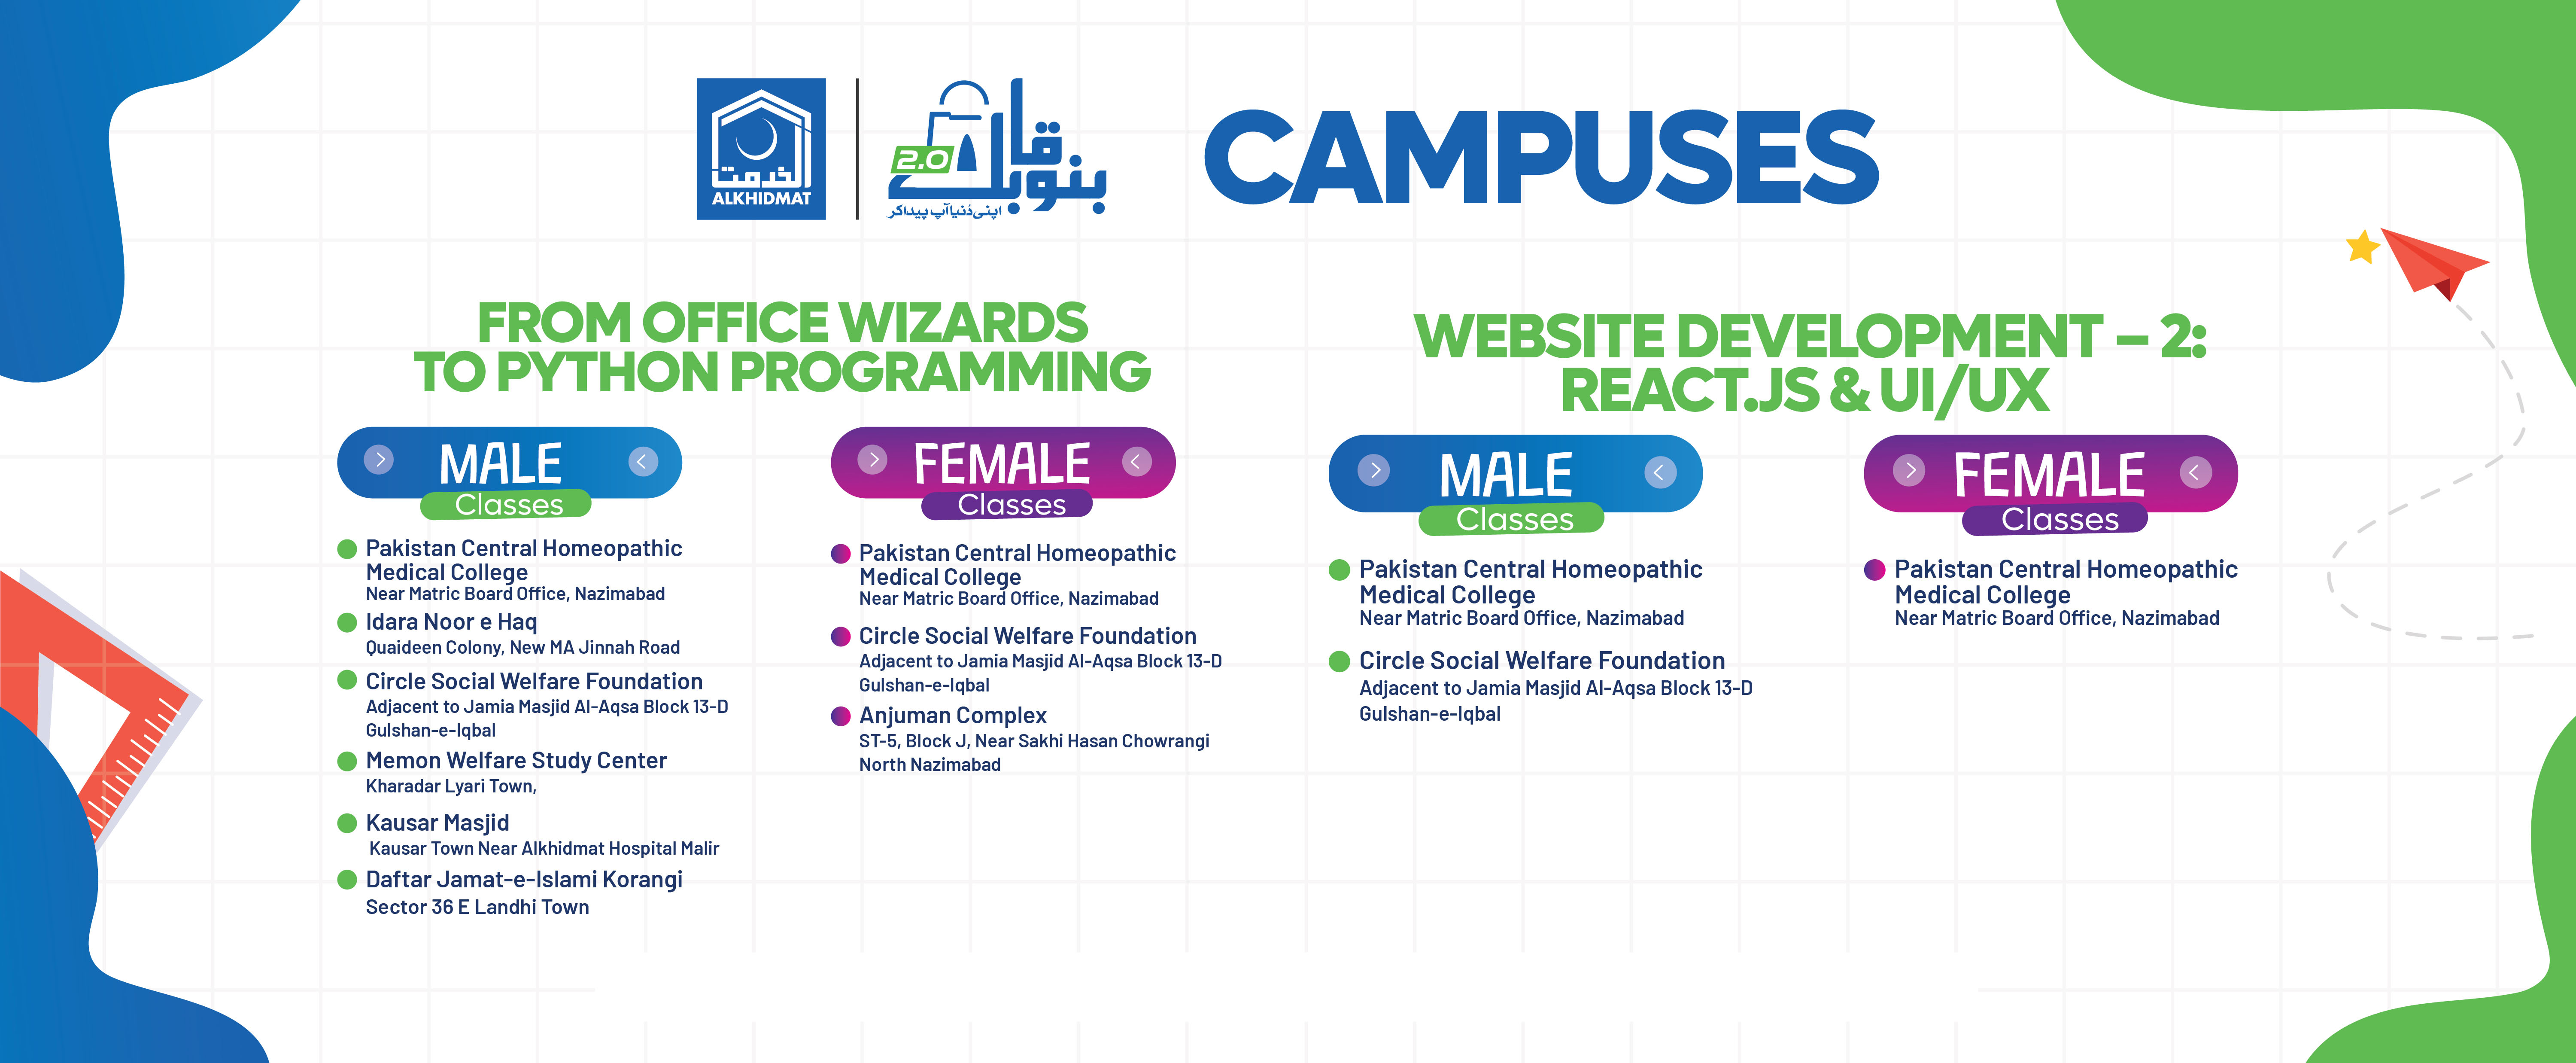 الخدمت
ALKHIDMAT
بنو قابل
2.0
اپنی دُنیا آپ پیدا کر
CAMPUSES
FROM OFFICE WIZARDS
TO PYTHON PROGRAMMING
MALE
Classes
Pakistan Central Homeopathic
Medical College
Near Matric Board Office, Nazimabad
Idara Noor e Haq
Quaideen Colony, New MA Jinnah Road
Circle Social Welfare Foundation
Adjacent to Jamia Masjid Al-Aqsa Block 13-D
Gulshan-e-Iqbal
Memon Welfare Study Center
Kharadar Lyari Town,
Kausar Masjid
Kausar Town Near Alkhidmat Hospital Malir
Daftar Jamat-e-Islami Korangi
Sector 36 E Landhi Town
FEMALE
Classes
Pakistan Central Homeopathic
Medical College
Near Matric Board Office, Nazimabad
Circle Social Welfare Foundation
Adjacent to Jamia Masjid Al-Aqsa Block 13-D
Gulshan-e-Iqbal
Anjuman Complex
ST-5, Block J, Near Sakhi Hasan Chowrangi
North Nazimabad
WEBSITE DEVELOPMENT – 2:
REACT.JS & UI/UX
MALE
Classes
Pakistan Central Homeopathic
Medical College
Near Matric Board Office, Nazimabad
Circle Social Welfare Foundation
Adjacent to Jamia Masjid Al-Aqsa Block 13-D
Gulshan-e-Iqbal
FEMALE
Classes
Pakistan Central Homeopathic
Medical College
Near Matric Board Office, Nazimabad